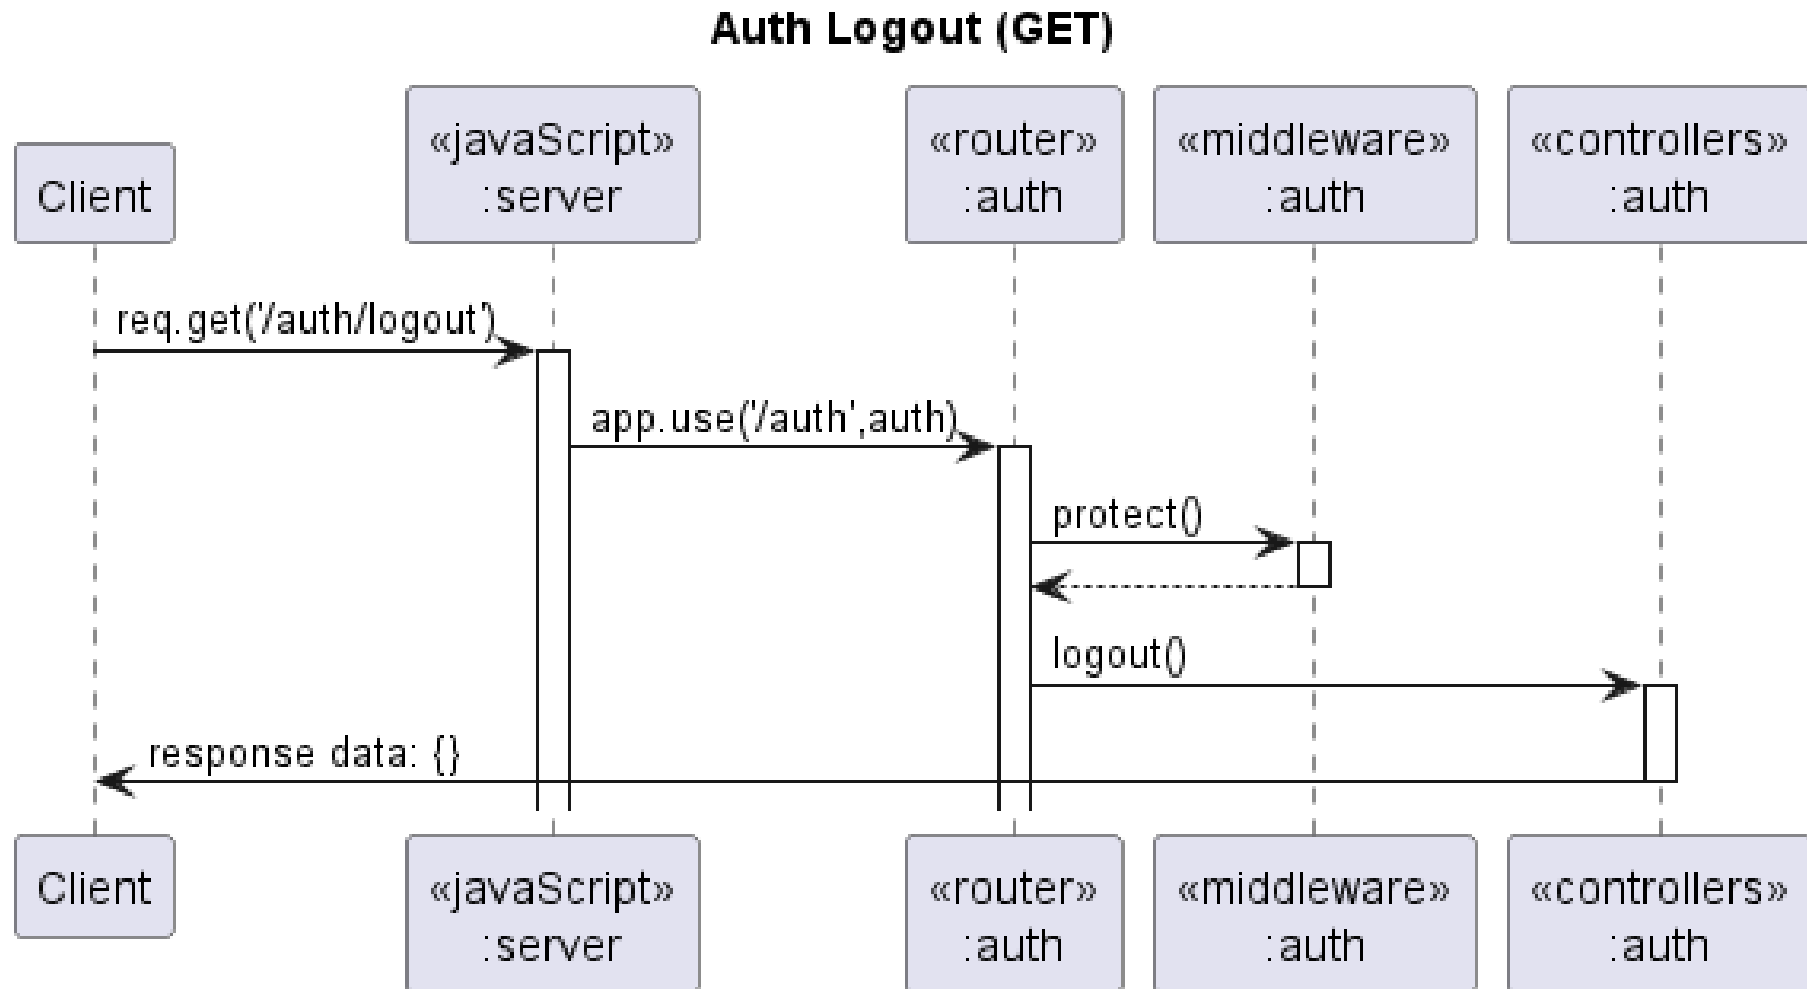 Auth Logout (GET)
Client
«javaScript»
:server
«router»
:auth
«middleware»
:auth
«controllers»
:auth
req.get('/auth/logout')
app.use('/auth',auth)
protect()
logout()
response data: {}
Client
«javaScript»
:server
«router»
:auth
«middleware»
:auth
«controllers»
:auth